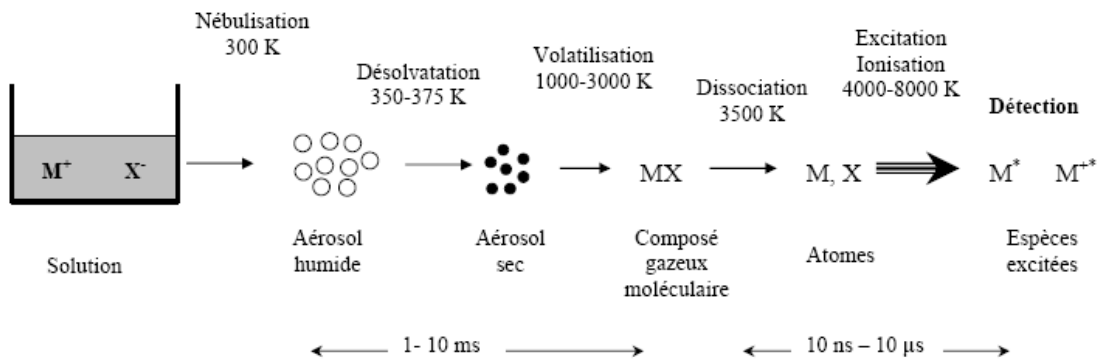 Nébulisation
300 K
Désolvatation
350-375 K
Volatilisation
1000-3000 K
Dissociation
3500 K
Excitation
Ionisation
4000-8000 K
Détection
M⁺ X⁻
MX
M, X
M* M⁺*
Solution
Aérosol
humide
Aérosol
sec
Composé
gazeux
moléculaire
Atomes
Espèces
excitées
1- 10 ms
10 ns – 10 µs